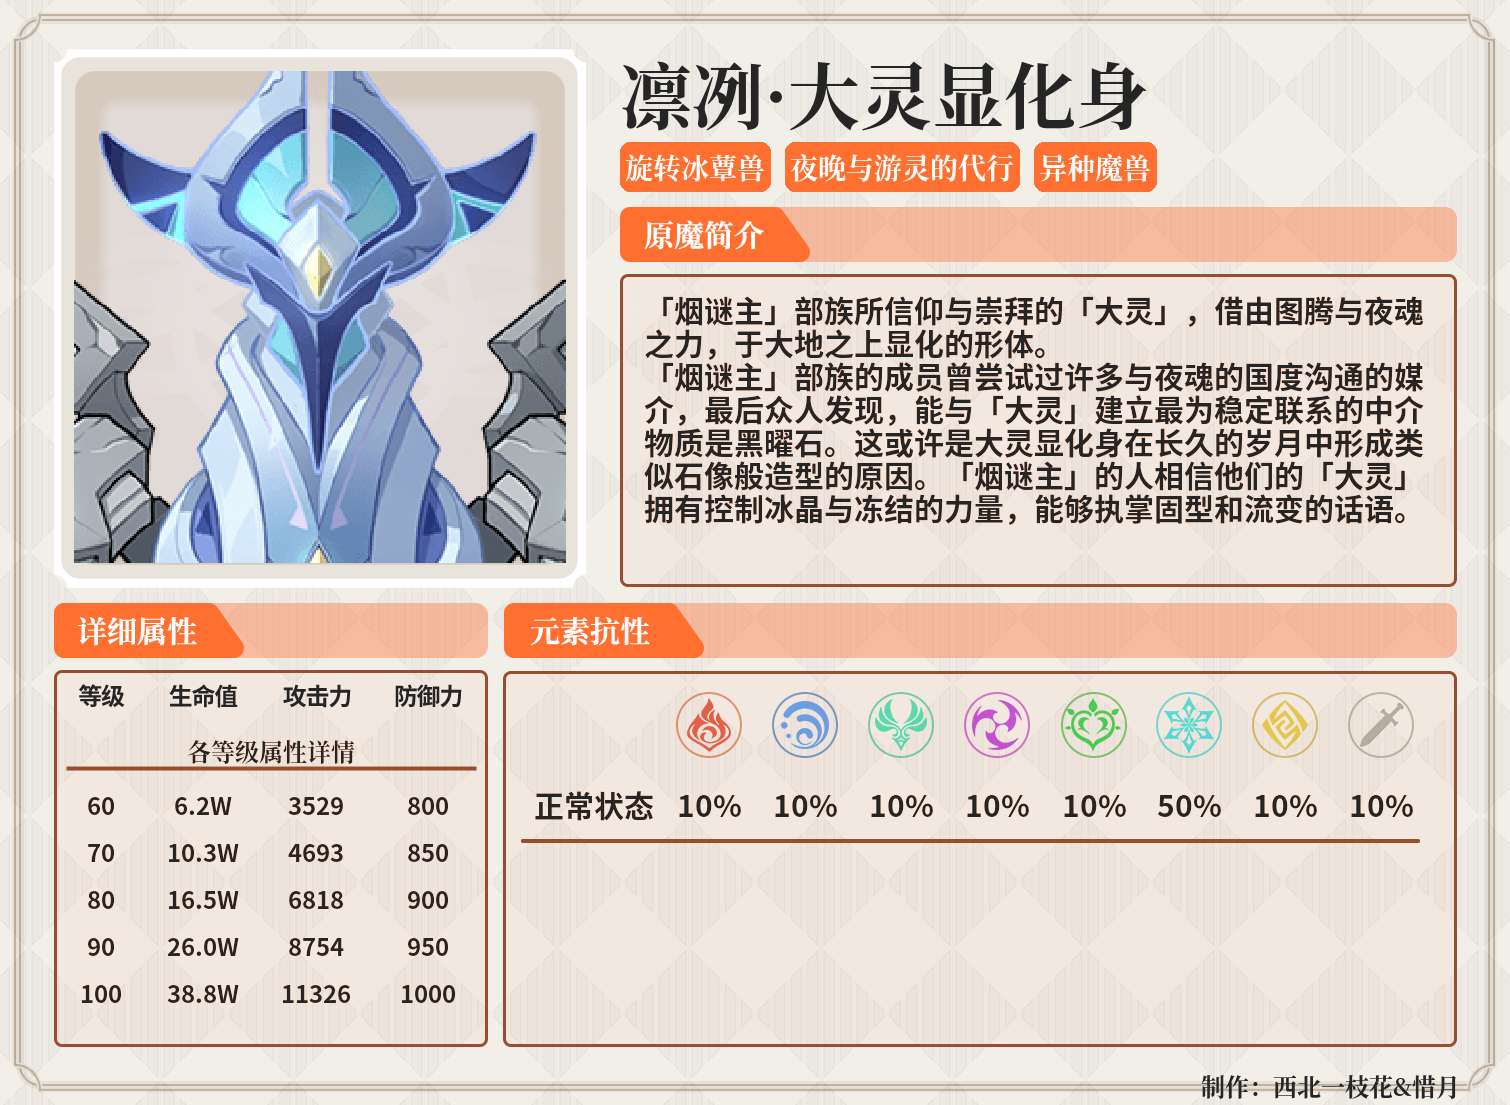 凛冽·大灵显化身
旋转冰蕈兽 夜晚与游灵的代行 异种魔兽
原魔简介
「烟谜主」部族所信仰与崇拜的「大灵」，借由图腾与夜魂
之力，于大地之上显化的形体。
「烟谜主」部族的成员曾尝试过许多与夜魂的国度沟通的媒
介，最后众人发现，能与「大灵」建立最为稳定联系的中介
物质是黑曜石。这或许是大灵显化身在长久的岁月中形成类
似石像般造型的原因。「烟谜主」的人相信他们的「大灵」
拥有控制冰晶与冻结的力量，能够执掌固型和流变的话语。
详细属性
等级 生命值 攻击力 防御力
各等级属性详情
60 6.2W 3529 800
70 10.3W 4693 850
80 16.5W 6818 900
90 26.0W 8754 950
100 38.8W 11326 1000
元素抗性
正常状态 10% 10% 10% 10% 10% 50% 10% 10%
制作：西北一枝花&惜月